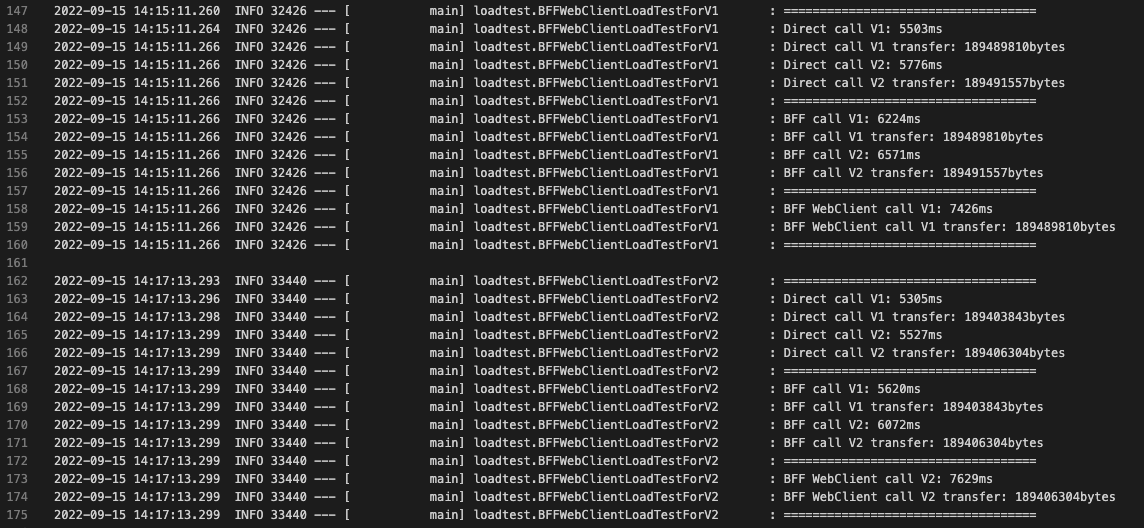 147 2022-09-15 14:15:11.260 INFO 32426 --- [ main] loadtest.BFFWebClientLoadTestForV1 : ===================================
148 2022-09-15 14:15:11.264 INFO 32426 --- [ main] loadtest.BFFWebClientLoadTestForV1 : Direct call V1: 5503ms
149 2022-09-15 14:15:11.266 INFO 32426 --- [ main] loadtest.BFFWebClientLoadTestForV1 : Direct call V1 transfer: 189489810bytes
150 2022-09-15 14:15:11.266 INFO 32426 --- [ main] loadtest.BFFWebClientLoadTestForV1 : Direct call V2: 5776ms
151 2022-09-15 14:15:11.266 INFO 32426 --- [ main] loadtest.BFFWebClientLoadTestForV1 : Direct call V2 transfer: 189491557bytes
152 2022-09-15 14:15:11.266 INFO 32426 --- [ main] loadtest.BFFWebClientLoadTestForV1 : ===================================
153 2022-09-15 14:15:11.266 INFO 32426 --- [ main] loadtest.BFFWebClientLoadTestForV1 : BFF call V1: 6224ms
154 2022-09-15 14:15:11.266 INFO 32426 --- [ main] loadtest.BFFWebClientLoadTestForV1 : BFF call V1 transfer: 189489810bytes
155 2022-09-15 14:15:11.266 INFO 32426 --- [ main] loadtest.BFFWebClientLoadTestForV1 : BFF call V2: 6571ms
156 2022-09-15 14:15:11.266 INFO 32426 --- [ main] loadtest.BFFWebClientLoadTestForV1 : BFF call V2 transfer: 189491557bytes
157 2022-09-15 14:15:11.266 INFO 32426 --- [ main] loadtest.BFFWebClientLoadTestForV1 : ===================================
158 2022-09-15 14:15:11.266 INFO 32426 --- [ main] loadtest.BFFWebClientLoadTestForV1 : BFF WebClient call V1: 7426ms
159 2022-09-15 14:15:11.266 INFO 32426 --- [ main] loadtest.BFFWebClientLoadTestForV1 : BFF WebClient call V1 transfer: 189489810bytes
160 2022-09-15 14:15:11.266 INFO 32426 --- [ main] loadtest.BFFWebClientLoadTestForV1 : ===================================
161
162 2022-09-15 14:17:13.293 INFO 33440 --- [ main] loadtest.BFFWebClientLoadTestForV2 : ===================================
163 2022-09-15 14:17:13.296 INFO 33440 --- [ main] loadtest.BFFWebClientLoadTestForV2 : Direct call V1: 5305ms
164 2022-09-15 14:17:13.298 INFO 33440 --- [ main] loadtest.BFFWebClientLoadTestForV2 : Direct call V1 transfer: 189403843bytes
165 2022-09-15 14:17:13.299 INFO 33440 --- [ main] loadtest.BFFWebClientLoadTestForV2 : Direct call V2: 5527ms
166 2022-09-15 14:17:13.299 INFO 33440 --- [ main] loadtest.BFFWebClientLoadTestForV2 : Direct call V2 transfer: 189406304bytes
167 2022-09-15 14:17:13.299 INFO 33440 --- [ main] loadtest.BFFWebClientLoadTestForV2 : ===================================
168 2022-09-15 14:17:13.299 INFO 33440 --- [ main] loadtest.BFFWebClientLoadTestForV2 : BFF call V1: 5620ms
169 2022-09-15 14:17:13.299 INFO 33440 --- [ main] loadtest.BFFWebClientLoadTestForV2 : BFF call V1 transfer: 189403843bytes
170 2022-09-15 14:17:13.299 INFO 33440 --- [ main] loadtest.BFFWebClientLoadTestForV2 : BFF call V2: 6072ms
171 2022-09-15 14:17:13.299 INFO 33440 --- [ main] loadtest.BFFWebClientLoadTestForV2 : BFF call V2 transfer: 189406304bytes
172 2022-09-15 14:17:13.299 INFO 33440 --- [ main] loadtest.BFFWebClientLoadTestForV2 : ===================================
173 2022-09-15 14:17:13.299 INFO 33440 --- [ main] loadtest.BFFWebClientLoadTestForV2 : BFF WebClient call V2: 7629ms
174 2022-09-15 14:17:13.299 INFO 33440 --- [ main] loadtest.BFFWebClientLoadTestForV2 : BFF WebClient call V2 transfer: 189406304bytes
175 2022-09-15 14:17:13.299 INFO 33440 --- [ main] loadtest.BFFWebClientLoadTestForV2 : ===================================